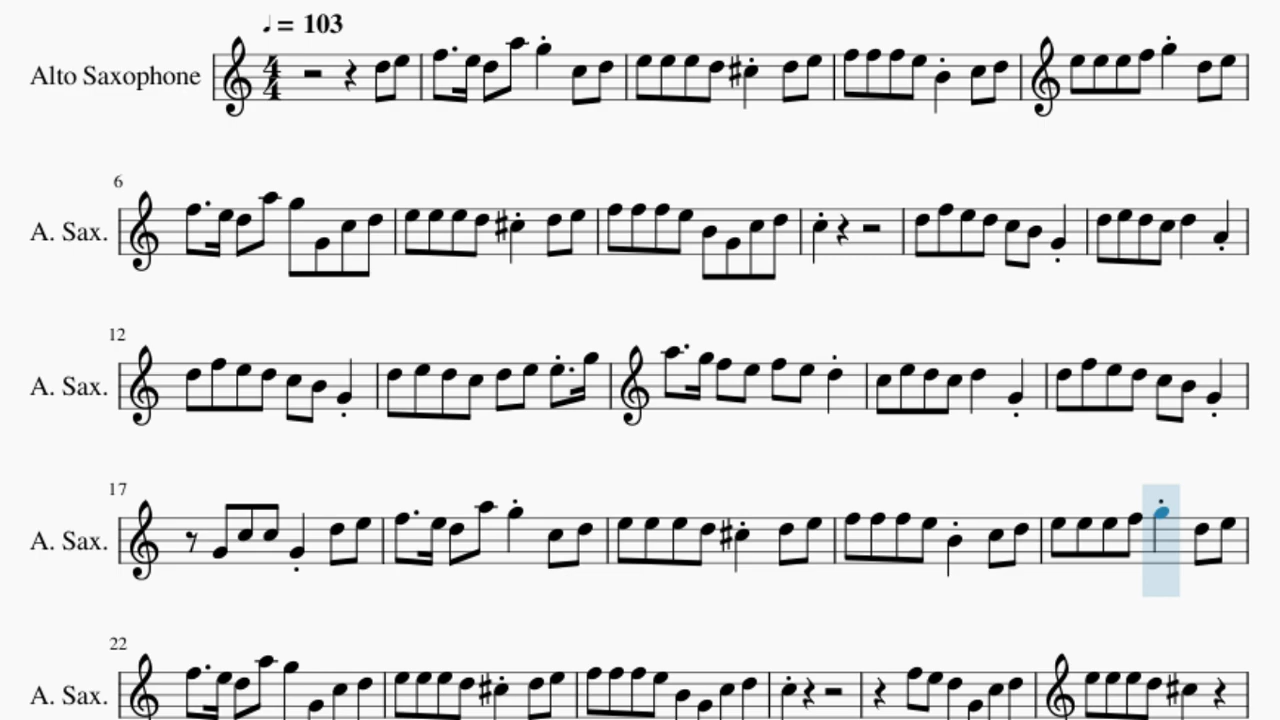 ♩ = 103
Alto Saxophone
4
4
6
A. Sax.
12
A. Sax.
17
A. Sax.
22
A. Sax.